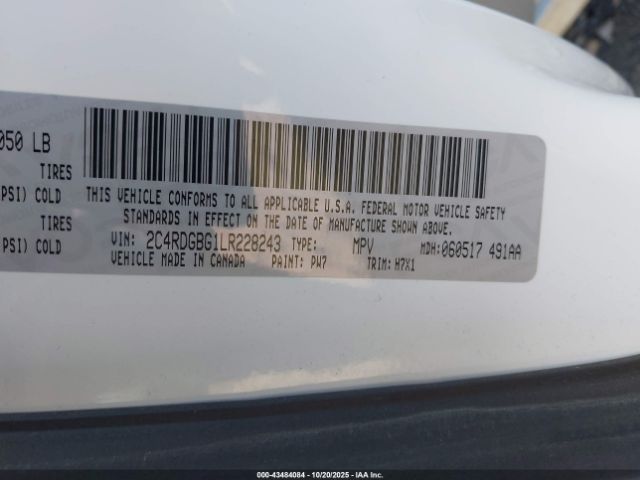 050 LB
TIRES
PSI) COLD
TIRES
PSI) COLD
THIS VEHICLE CONFORMS TO ALL APPLICABLE U.S.A. FEDERAL MOTOR VEHICLE SAFETY
STANDARDS IN EFFECT ON THE DATE OF MANUFACTURE SHOWN ABOVE.
VIN: 2C4RDGBG1LR228243 TYPE: MPV MDH: 060517 491AA
VEHICLE MADE IN CANADA PAINT: PW7 TRIM: H7X1
000-43484084 | 10/20/2025 | IAA Inc.